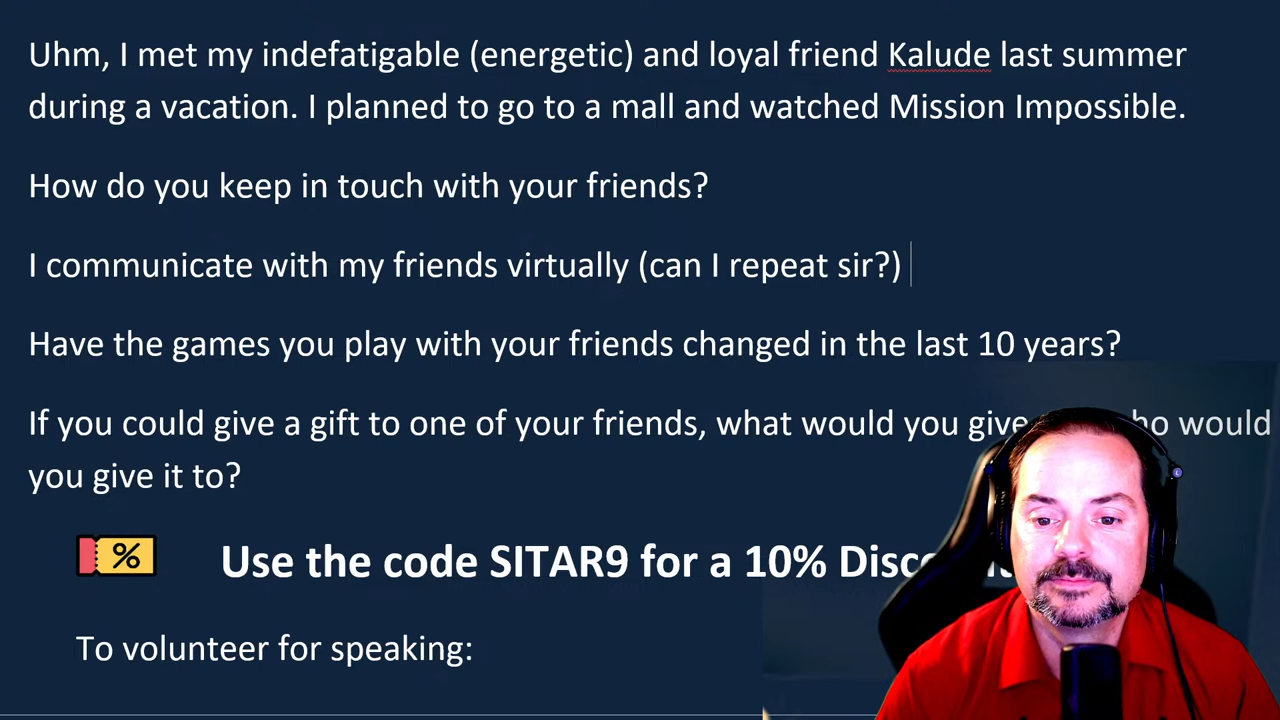 Uhm, I met my indefatigable (energetic) and loyal friend Kalude last summer
during a vacation. I planned to go to a mall and watched Mission Impossible.
How do you keep in touch with your friends?
I communicate with my friends virtually (can I repeat sir?)
Have the games you play with your friends changed in the last 10 years?
If you could give a gift to one of your friends, what would you give would
you give it to?
% Use the code SITAR9 for a 10%
To volunteer for speaking: